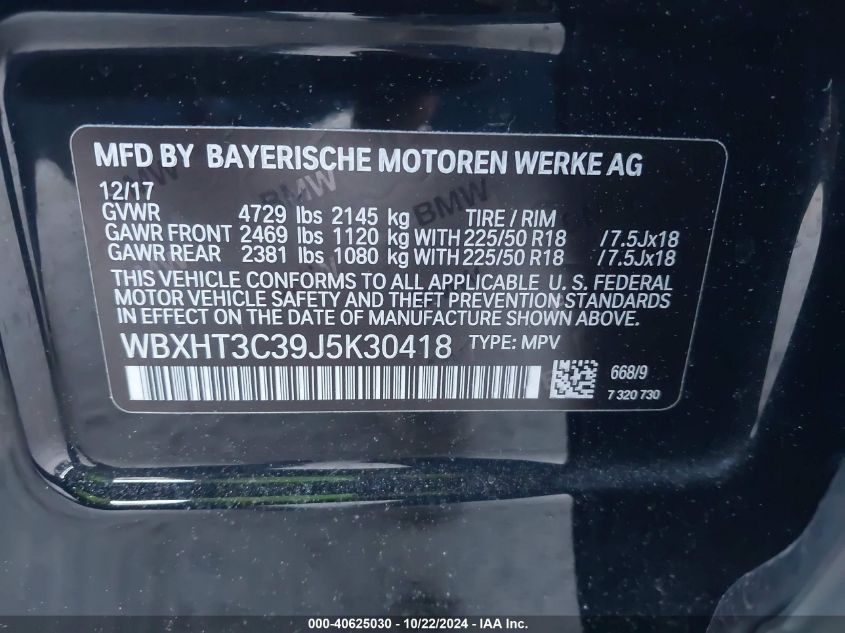 MFD BY BAYERISCHE MOTOREN WERKE AG
12/17
GVWR 4729 lbs 2145 kg TIRE / RIM
GAWR FRONT 2469 lbs 1120 kg WITH 225/50 R18 /7.5Jx18
GAWR REAR 2381 lbs 1080 kg WITH 225/50 R18 /7.5Jx18
THIS VEHICLE CONFORMS TO ALL APPLICABLE U. S. FEDERAL
MOTOR VEHICLE SAFETY AND THEFT PREVENTION STANDARDS
IN EFFECT ON THE DATE OF MANUFACTURE SHOWN ABOVE.
WBXHT3C39J5K30418 TYPE: MPV
668/9
7 320 730
BMW
BMW
000-40625030 - 10/22/2024 - IAA Inc.